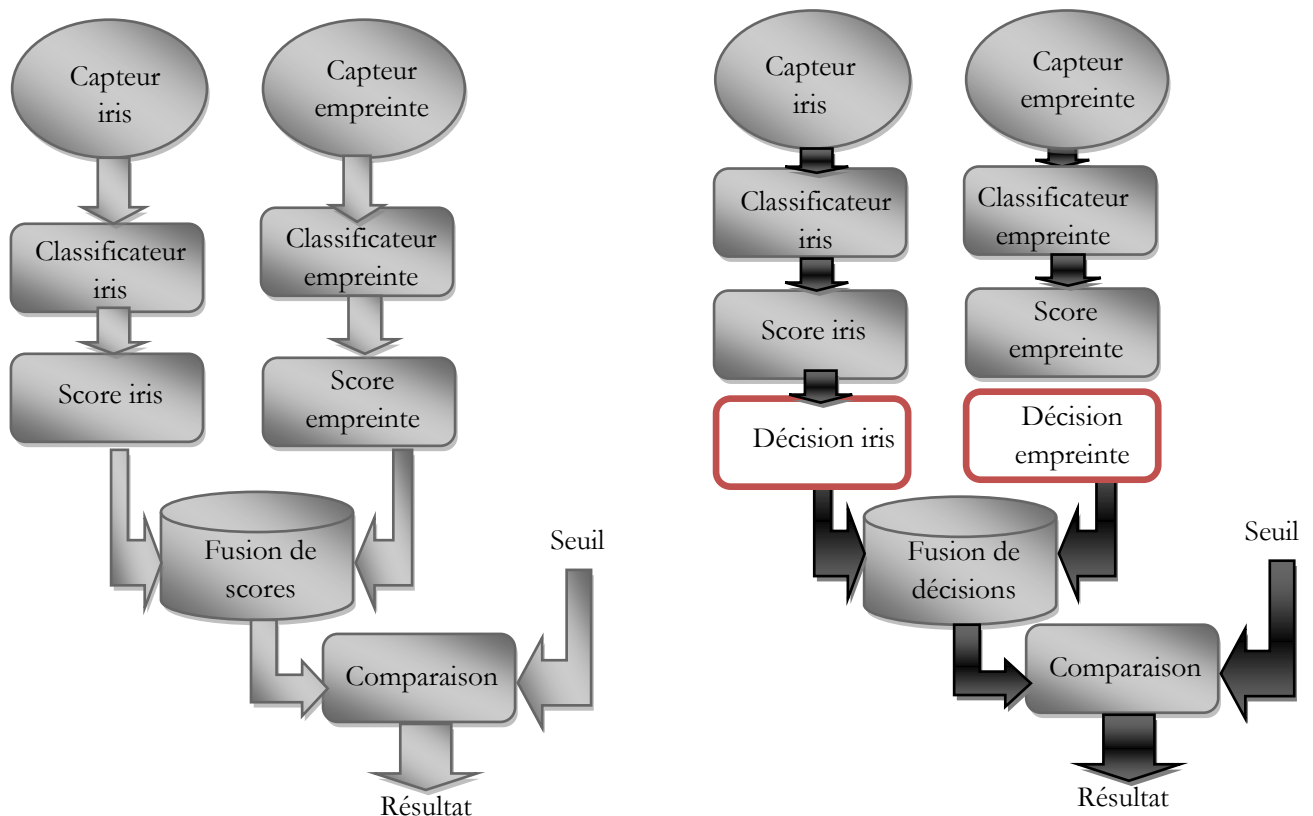 Capteur
iris
Capteur
empreinte
Classificateur
iris
Classificateur
empreinte
Score iris
Score
empreinte
Fusion de
scores
Seuil
Comparaison
Résultat
Capteur
iris
Capteur
empreinte
Classificateur
iris
Classificateur
empreinte
Score iris
Score
empreinte
Décision iris
Décision
empreinte
Fusion de
décisions
Seuil
Comparaison
Résultat